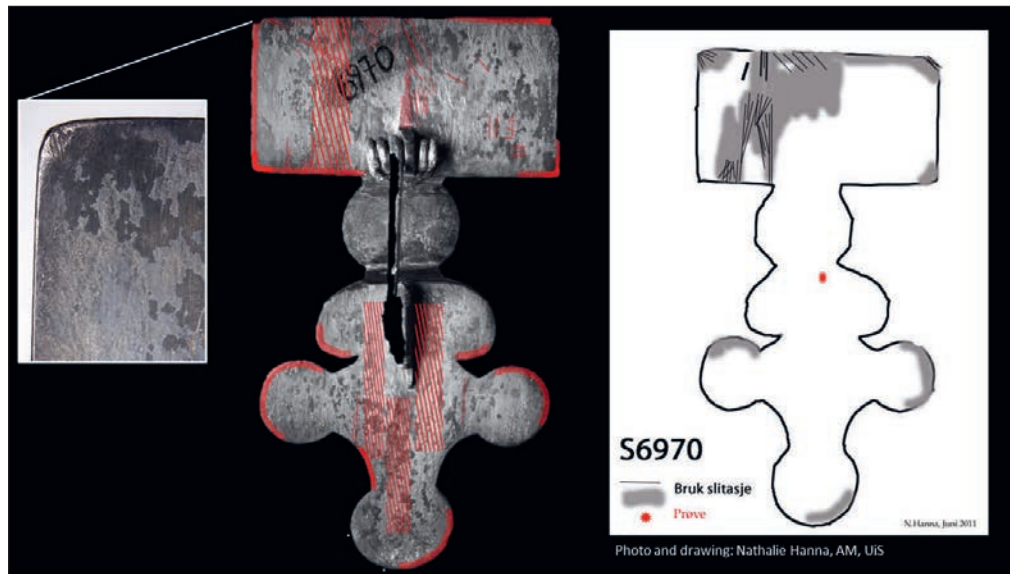 6970
S6970
Bruk slitasje
Prøve
N.Hanna, Juni 2011
Photo and drawing: Nathalie Hanna, AM, UiS